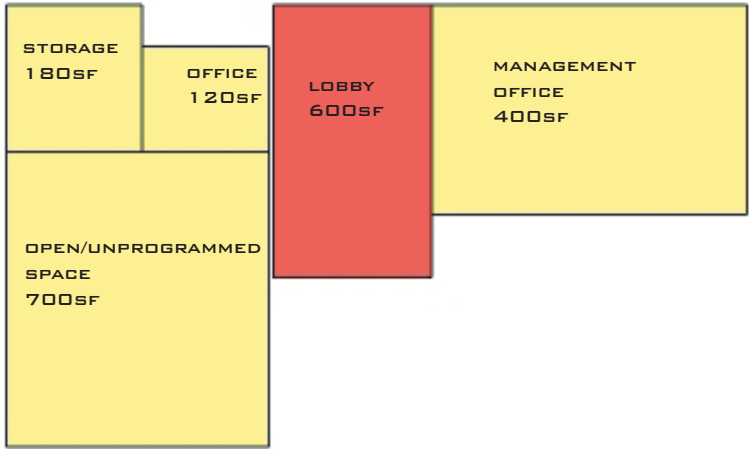 STORAGE
180SF
OFFICE
120SF
LOBBY
600SF
MANAGEMENT
OFFICE
400SF
OPEN/UNPROGRAMMED
SPACE
700SF